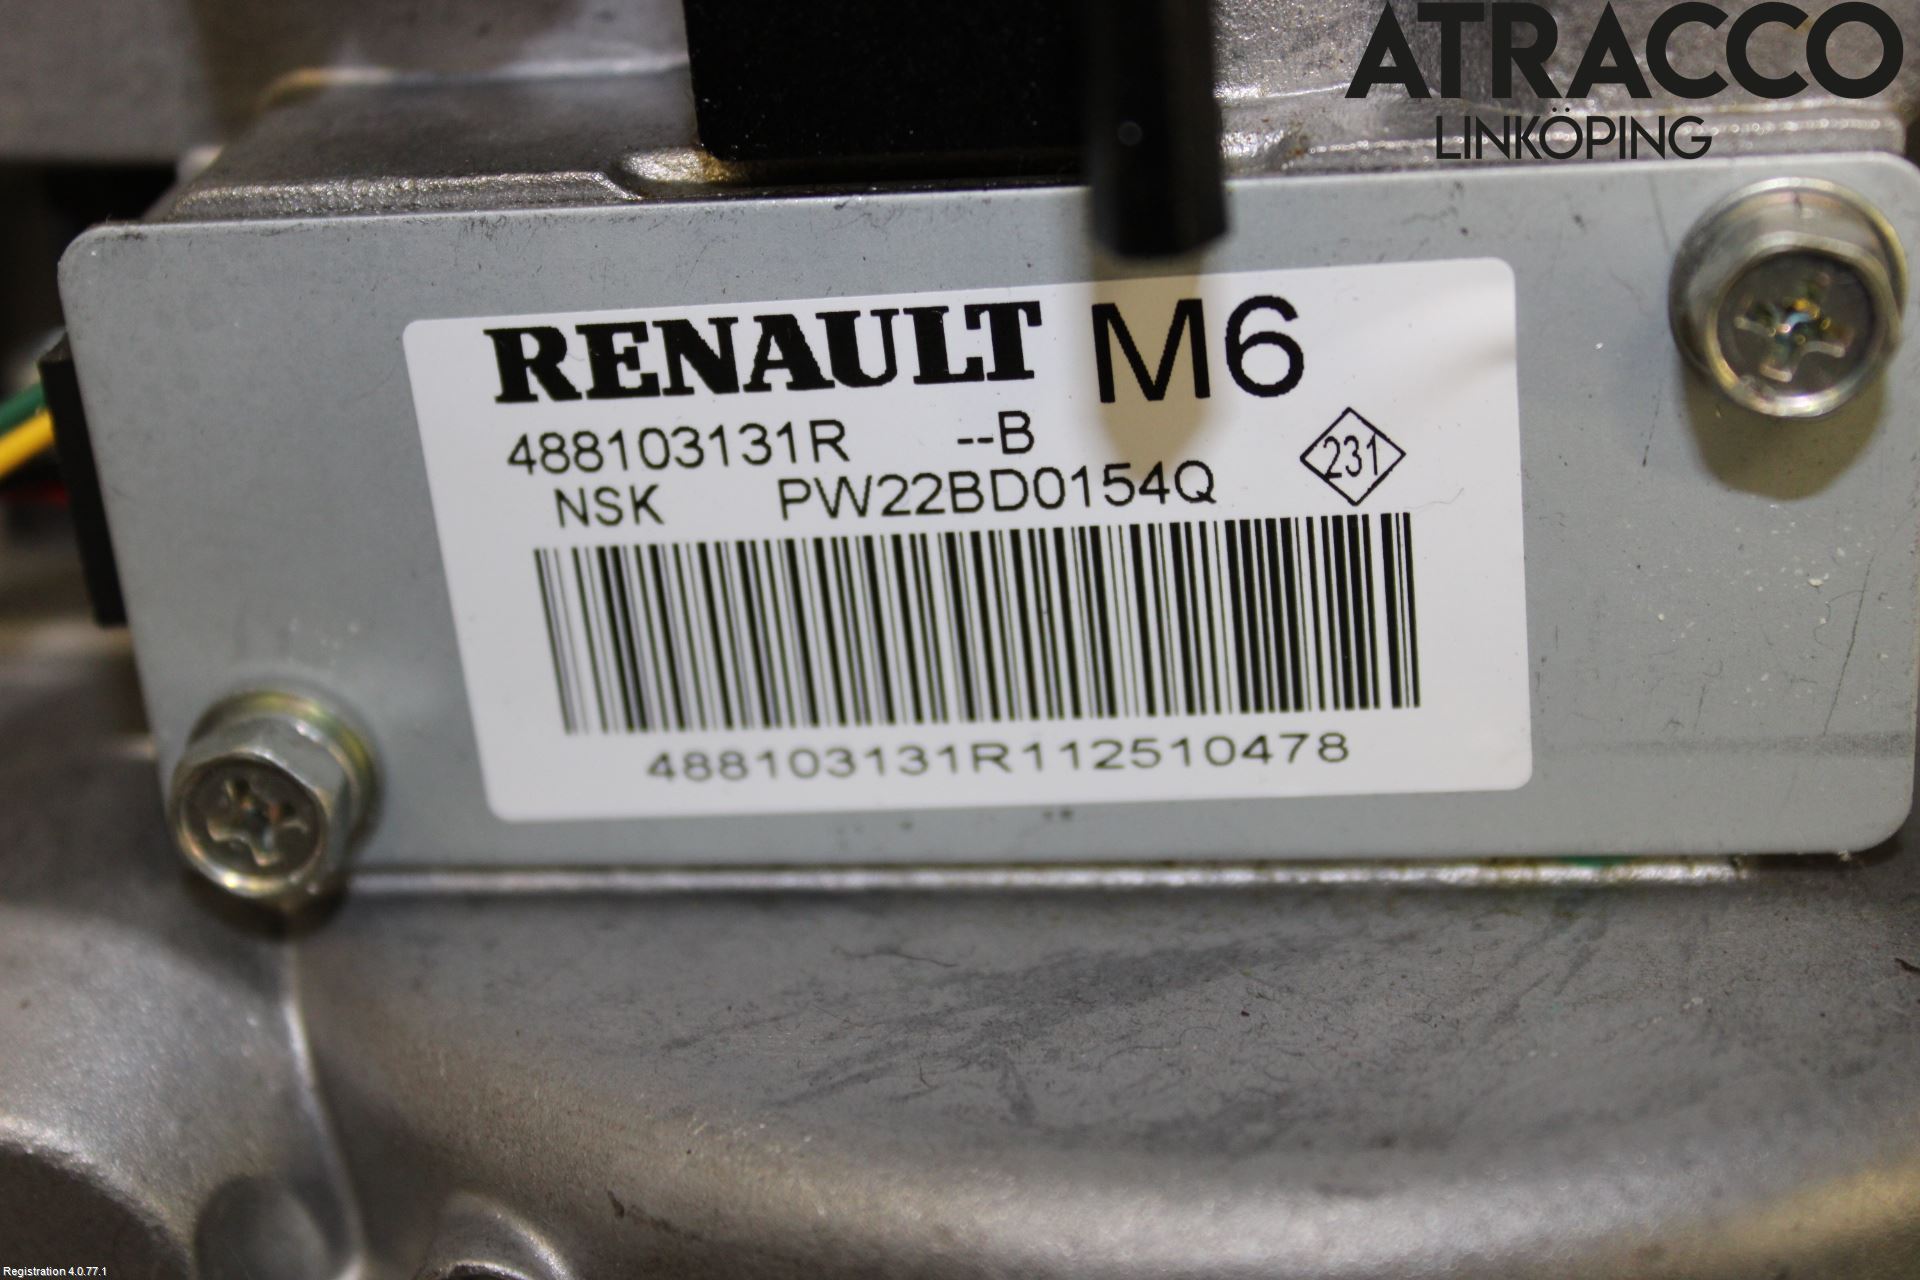 ATRACCO
LINKÖPING
RENAULT M6
488103131R --B
NSK PW22BD0154Q 231
488103131R112510478
Registration 4.0.77.1